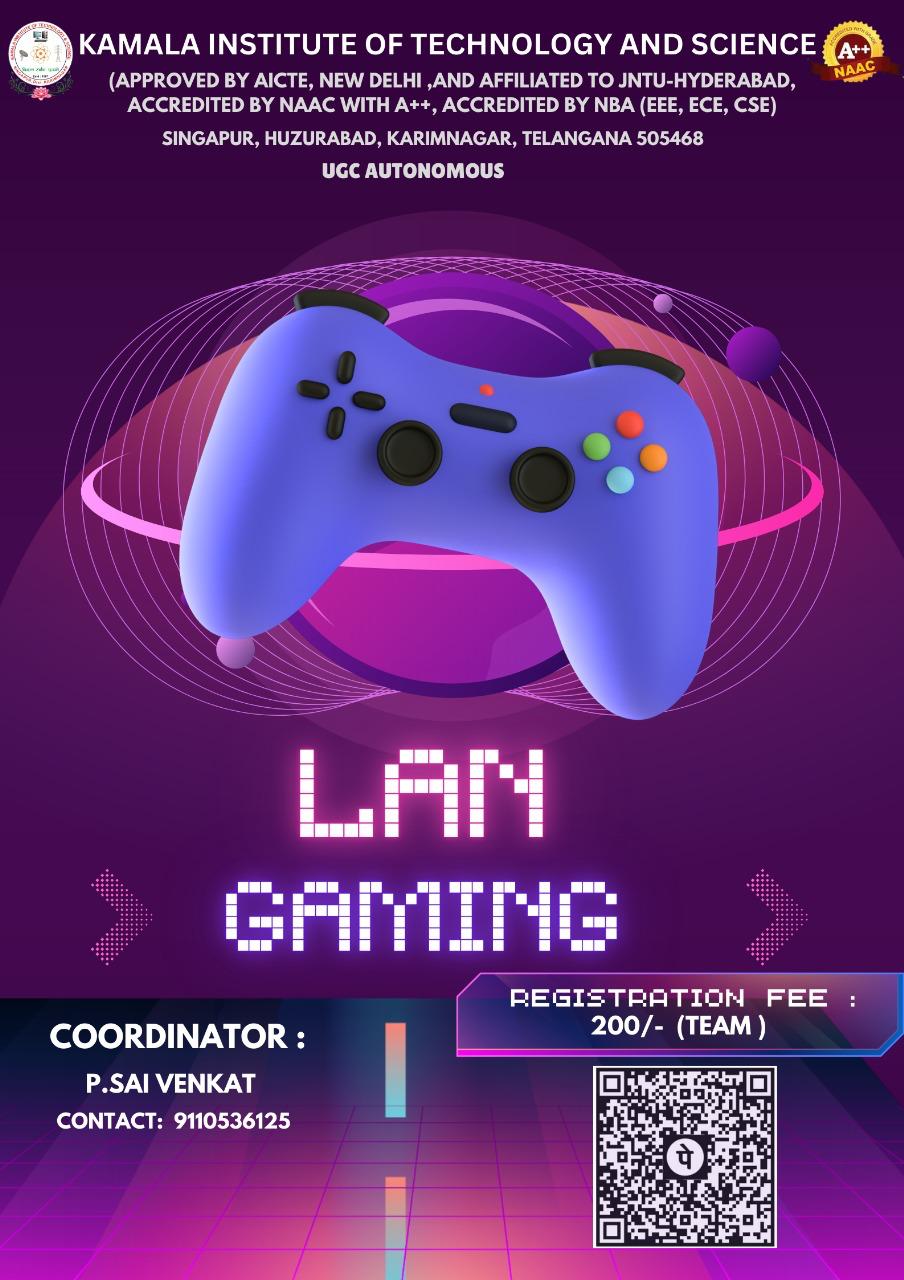 KAMALA INSTITUTE OF TECHNOLOGY AND SCIENCE
A++
NAAC
(APPROVED BY AICTE, NEW DELHI ,AND AFFILIATED TO JNTU-HYDERABAD,
ACCREDITED BY NAAC WITH A++, ACCREDITED BY NBA (EEE, ECE, CSE)
SINGAPUR, HUZURABAD, KARIMNAGAR, TELANGANA 505468
UGC AUTONOMOUS
LAN
GAMING
REGISTRATION FEE :
200/- (TEAM )
COORDINATOR :
P.SAI VENKAT
CONTACT: 9110536125
पे